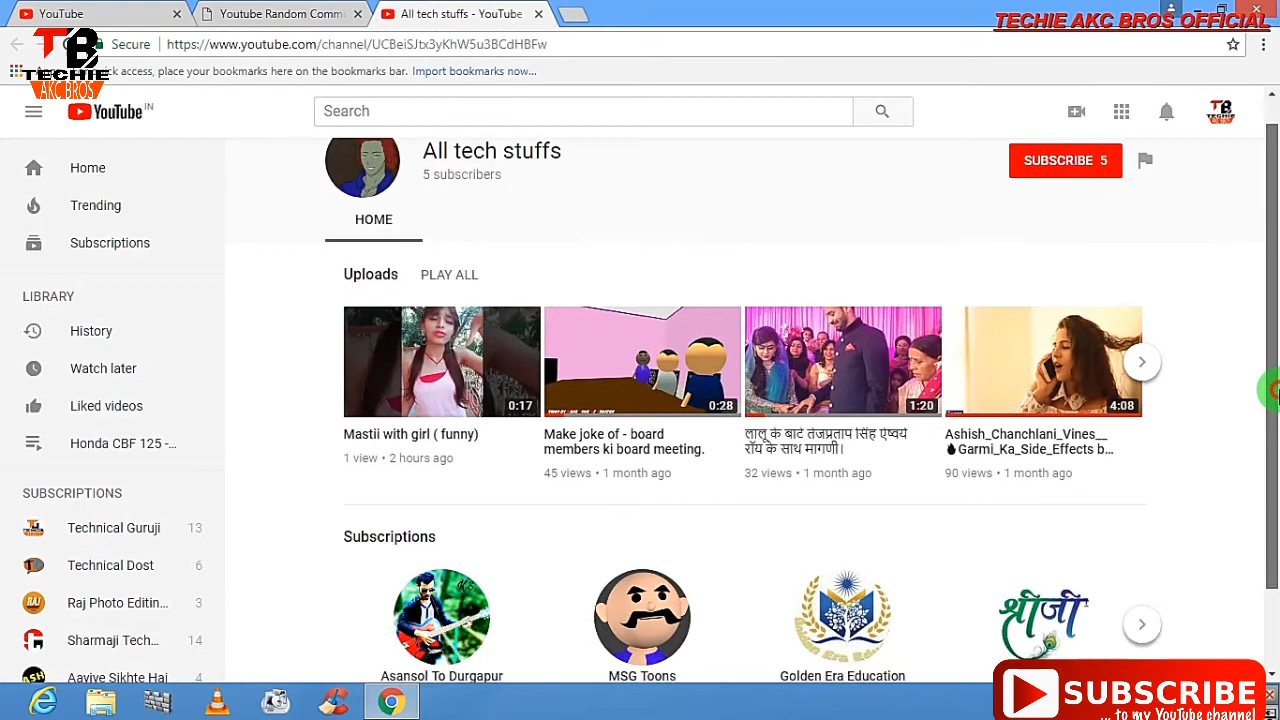 YouTube
Youtube Random Comm
All tech stuffs - YouTube
TECHIE AKC BROS OFFICIAL
Secure
https://www.youtube.com/channel/UCBeiSJtx3yKhW5u3BCdHBFw
TB
TECHIE
AKC BROS
ck access, place your bookmarks here on the bookmarks bar. Import bookmarks now...
YouTube IN
Search
TB
TECHIE
All tech stuffs
5 subscribers
SUBSCRIBE 5
HOME
Home
Trending
Subscriptions
LIBRARY
History
Watch later
Liked videos
Honda CBF 125 -...
SUBSCRIPTIONS
Technical Guruji 13
Technical Dost 6
Raj Photo Editin... 3
Sharmaji Tech... 14
Aayive Sikhte Hai 4
Uploads PLAY ALL
0:17
0:28
1:20
4:08
Mastii with girl ( funny)
1 view • 2 hours ago
Make joke of - board
members ki board meeting.
45 views • 1 month ago
लालू के बाटे तेजप्रताप सिंह ऐष्वर्य
रॉय के साथ मागणी।
32 views • 1 month ago
Ashish_Chanchlani_Vines__
Garmi_Ka_Side_Effects b...
90 views • 1 month ago
Subscriptions
श्रीजी
Asansol To Durgapur
MSG Toons
Golden Era Education
SUBSCRIBE
... to my YouTube channel